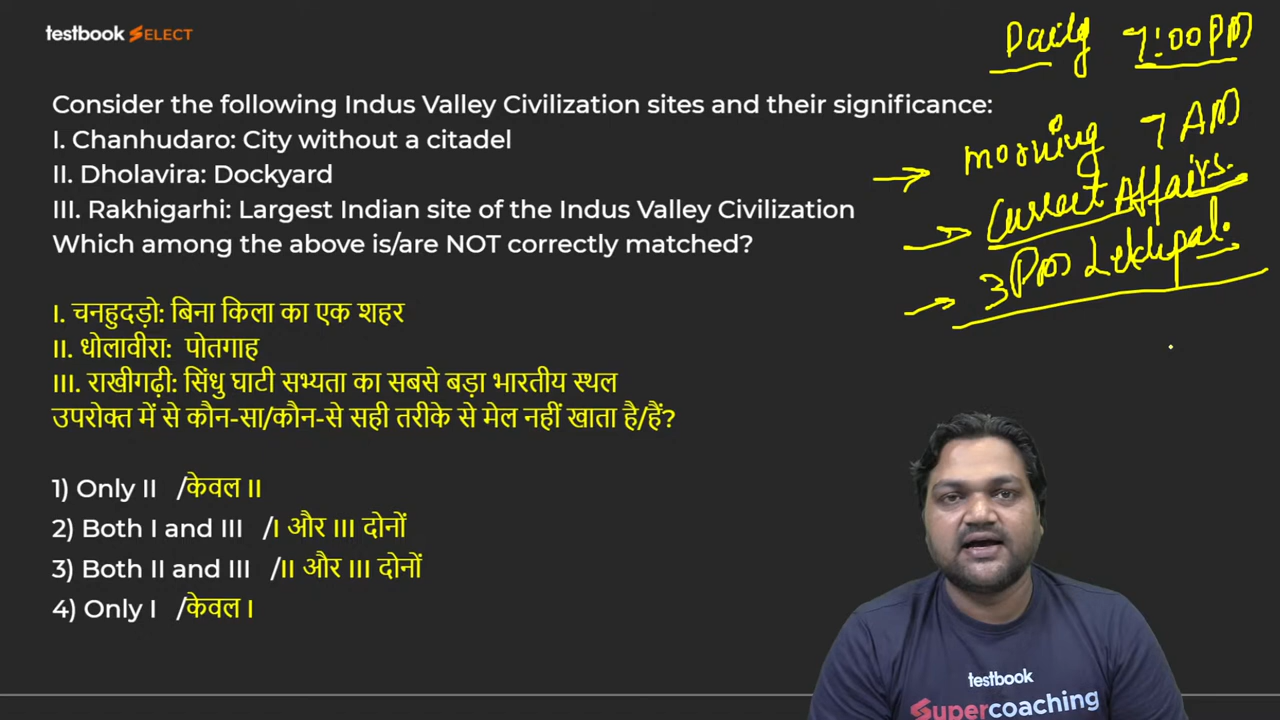 testbook SELECT
Daily 7:00PM
Consider the following Indus Valley Civilization sites and their significance:
I. Chanhudaro: City without a citadel
II. Dholavira: Dockyard
III. Rakhigarhi: Largest Indian site of the Indus Valley Civilization
Which among the above is/are NOT correctly matched?
morning 7 AM
Current Affairs.
3 PM Lekhpal.
I. चनहुदड़ो: बिना किला का एक शहर
II. धोलावीरा: पोतगाह
III. राखीगढ़ी: सिंधु घाटी सभ्यता का सबसे बड़ा भारतीय स्थल
उपरोक्त में से कौन-सा/कौन-से सही तरीके से मेल नहीं खाता है/हैं?
1) Only II /केवल II
2) Both I and III /I और III दोनों
3) Both II and III /II और III दोनों
4) Only I /केवल I
testbook
Supercoaching